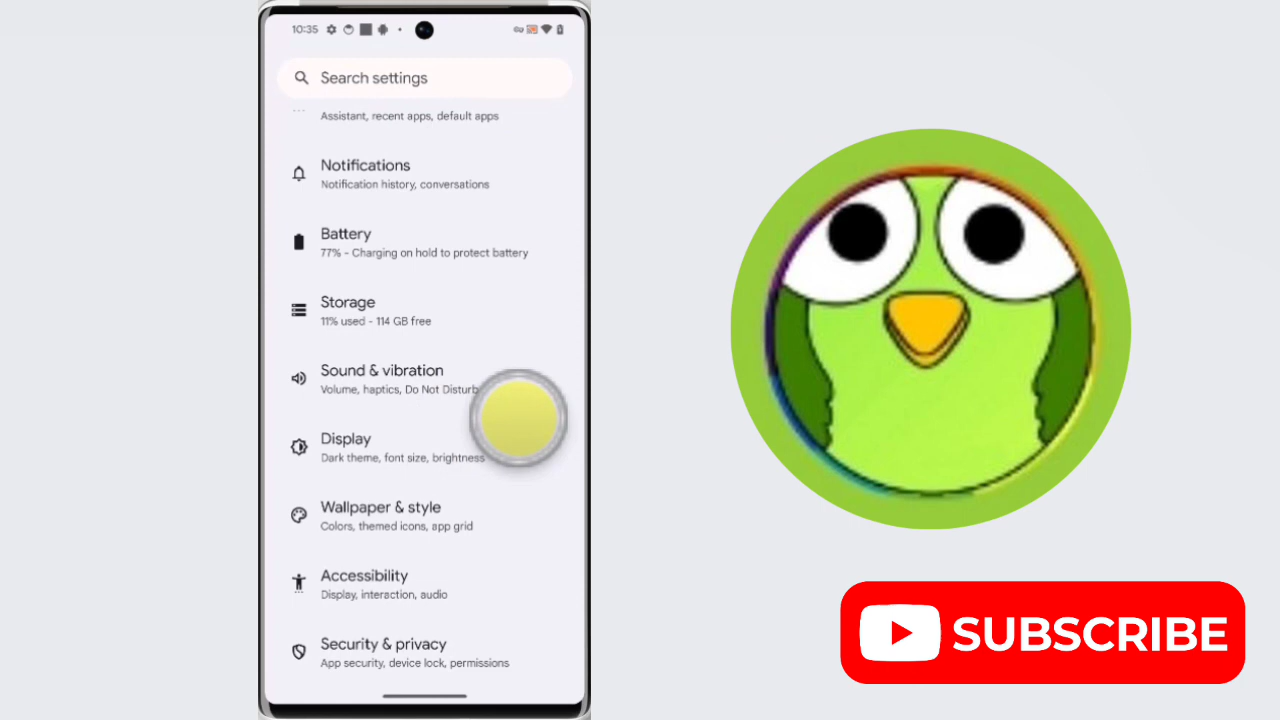 10:35
Search settings
Assistant, recent apps, default apps
Notifications
Notification history, conversations
Battery
77% - Charging on hold to protect battery
Storage
11% used - 114 GB free
Sound & vibration
Volume, haptics, Do Not Disturb
Display
Dark theme, font size, brightness
Wallpaper & style
Colors, themed icons, app grid
Accessibility
Display, interaction, audio
Security & privacy
App security, device lock, permissions
SUBSCRIBE